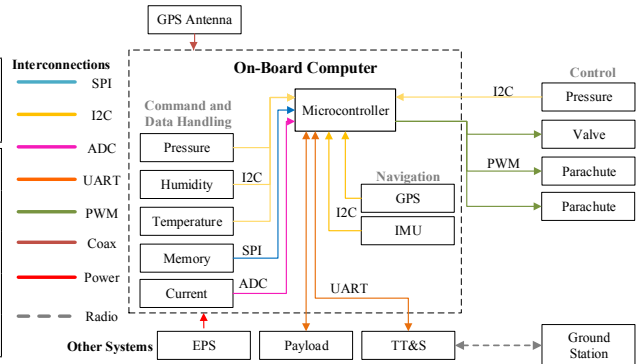 GPS Antenna
Interconnections
SPI
I2C
ADC
UART
PWM
Coax
Power
Radio
On-Board Computer
Command and
Data Handling
Microcontroller
Pressure
Humidity
Temperature
Memory
Current
I2C
SPI
ADC
Navigation
GPS
IMU
I2C
UART
Control
I2C
Pressure
Valve
PWM
Parachute
Parachute
Other Systems
EPS
Payload
TT&S
Ground
Station